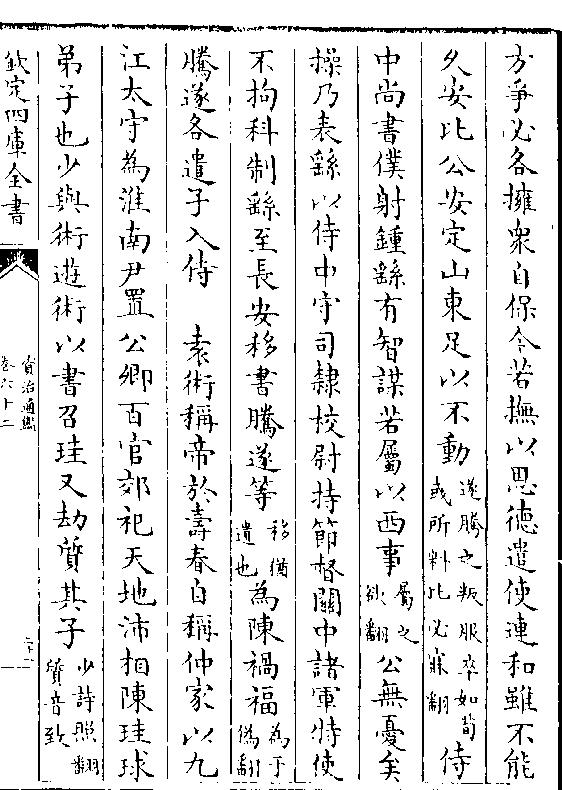 方爭必各擁衆自保今若撫以恩德遣使連和雖不能
久安比公安定山東足以不動遂騰之叛服卒如荀彧所料比必寐翻侍
中尚書僕射鍾繇有智謀若屬以西事屬之欲翻公無憂矣
操乃表繇以侍中守司隸校尉持節督關中諸軍特使
不拘科制繇至長安移書騰遂等移猶遺也為陳禍福為于偽翻
騰遂各遣子入侍　袁術稱帝於壽春自稱仲家以九
江太守為淮南尹置公卿百官郊祀天地沛相陳珪球
弟子也少與術遊術以書召珪又劫質其子少詩照翻質音致
欽定四庫全書
資治通鑑
卷六十二